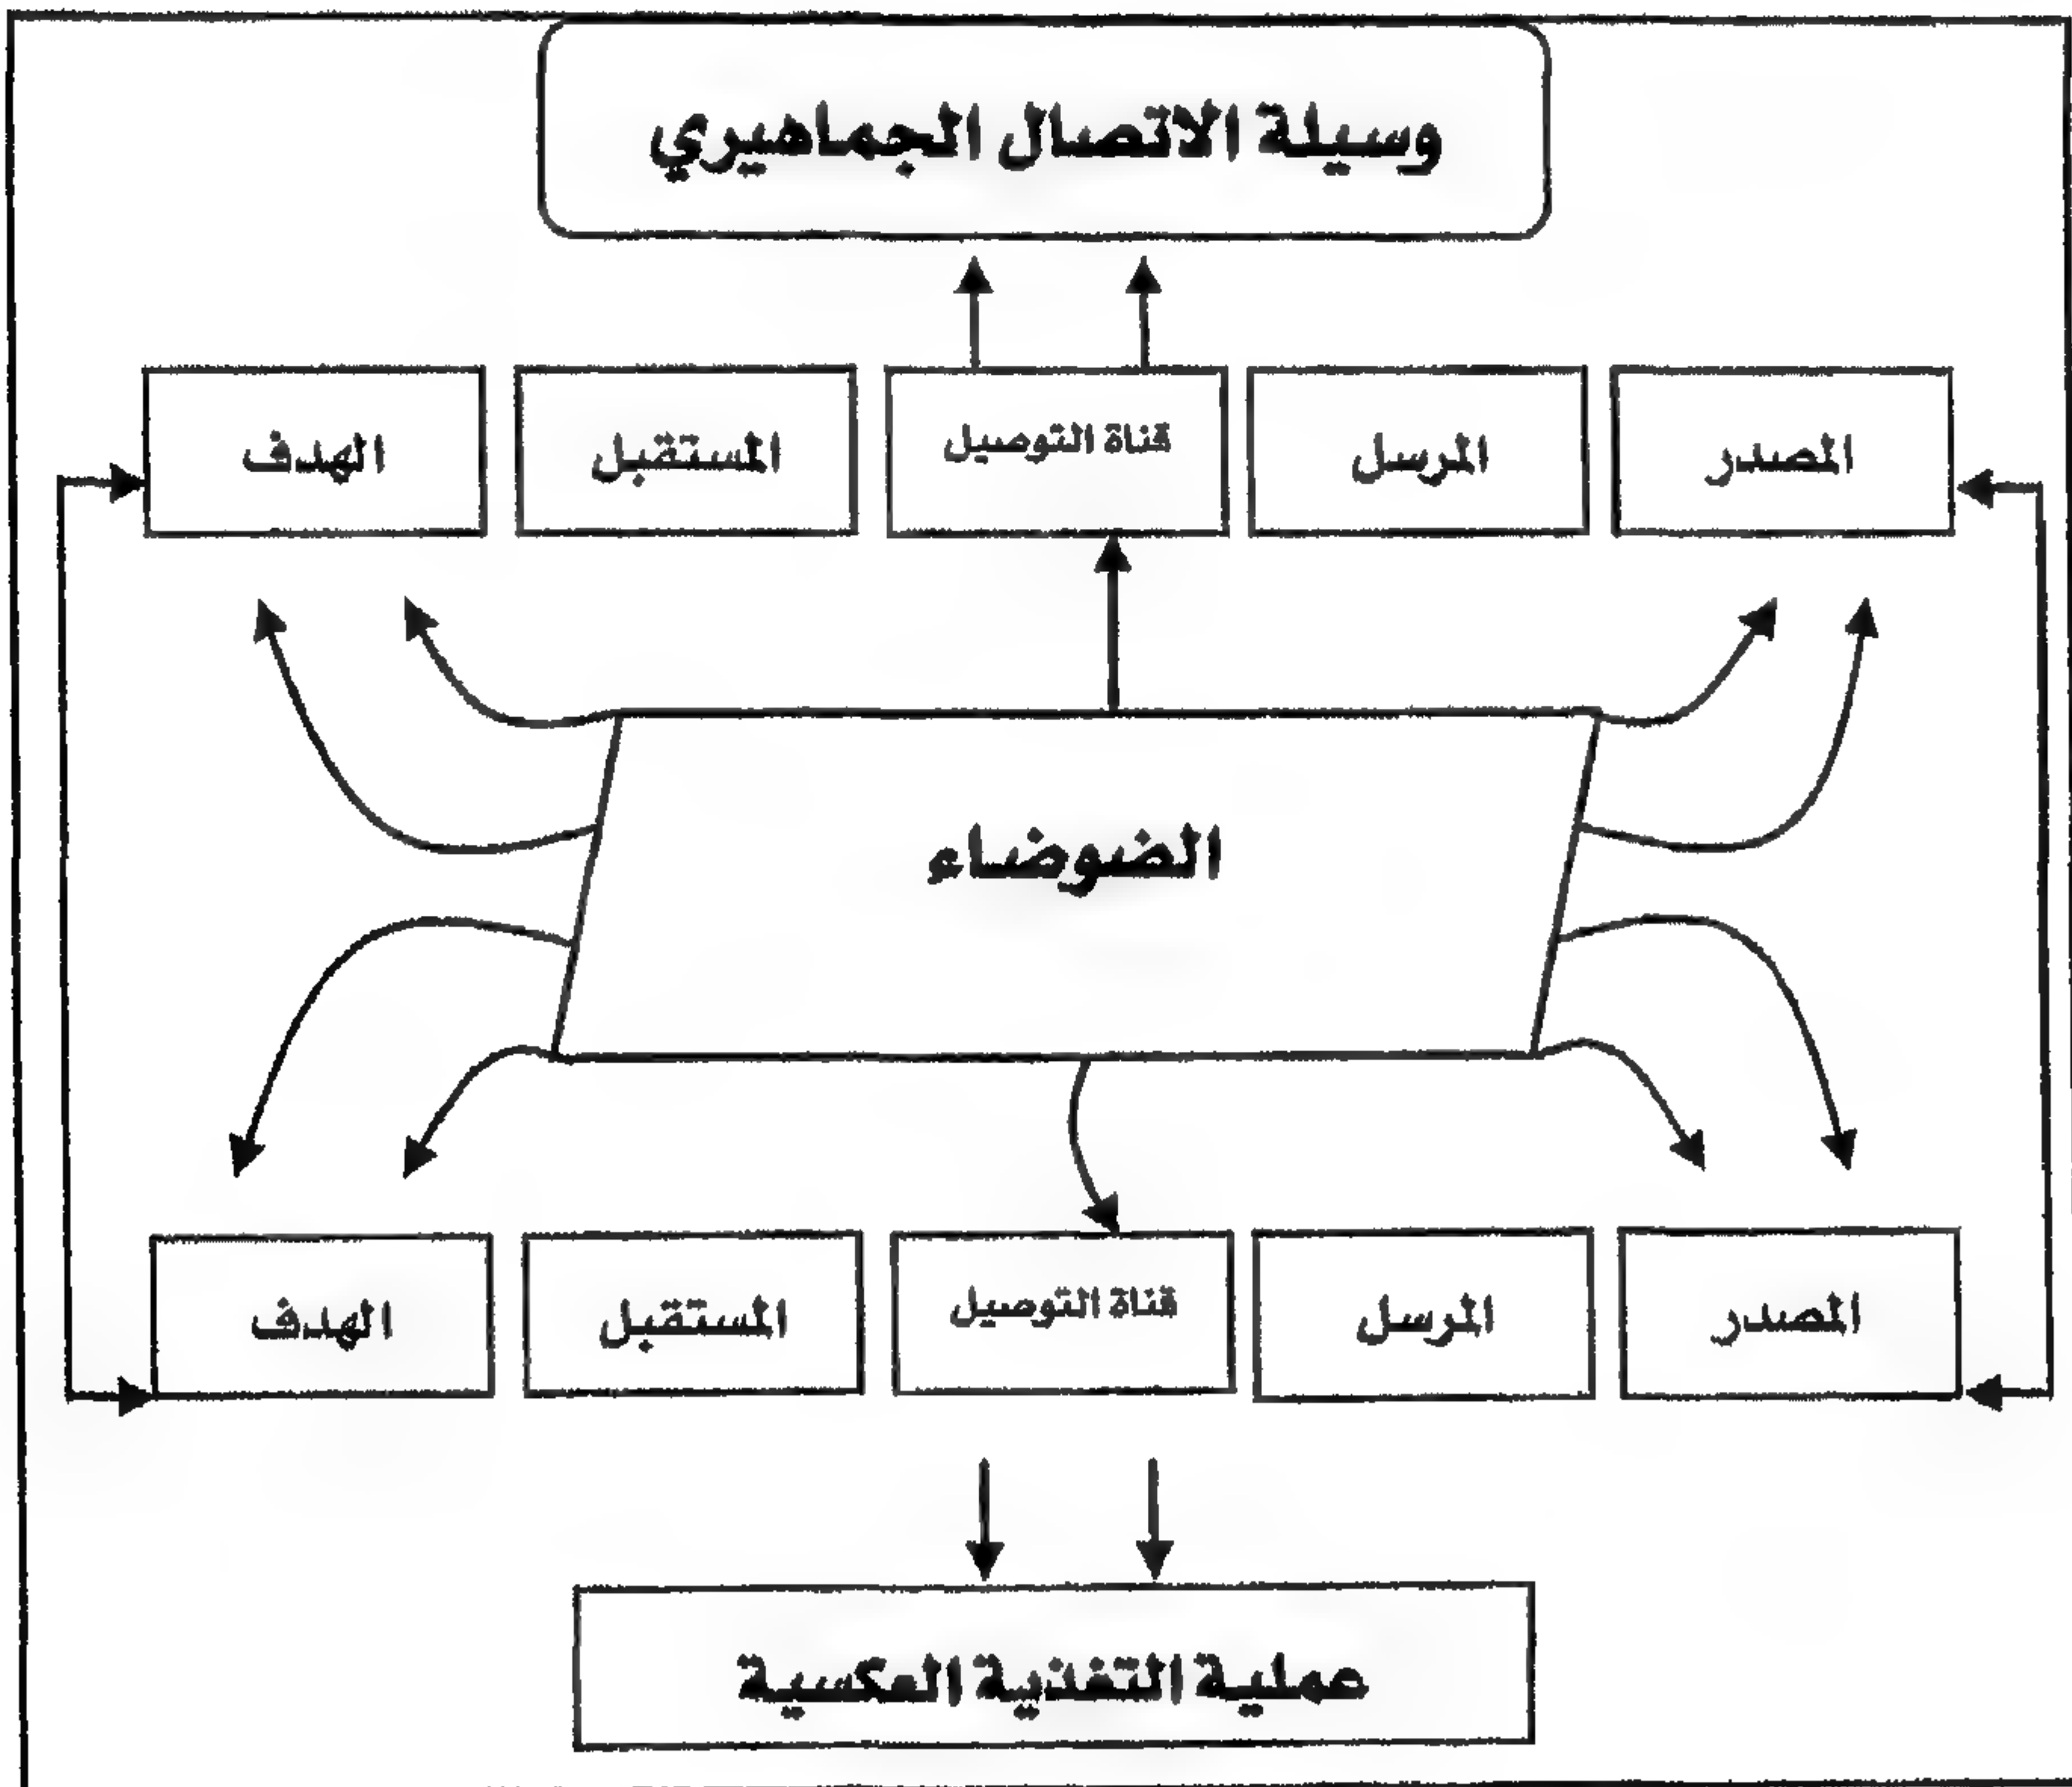 وسيلة الاتصال الجماهيري
المصدر
المرسل
قناة التوصيل
المستقبل
الهدف
الضوضاء
المصدر
المرسل
قناة التوصيل
المستقبل
الهدف
عملية التغذية العكسية